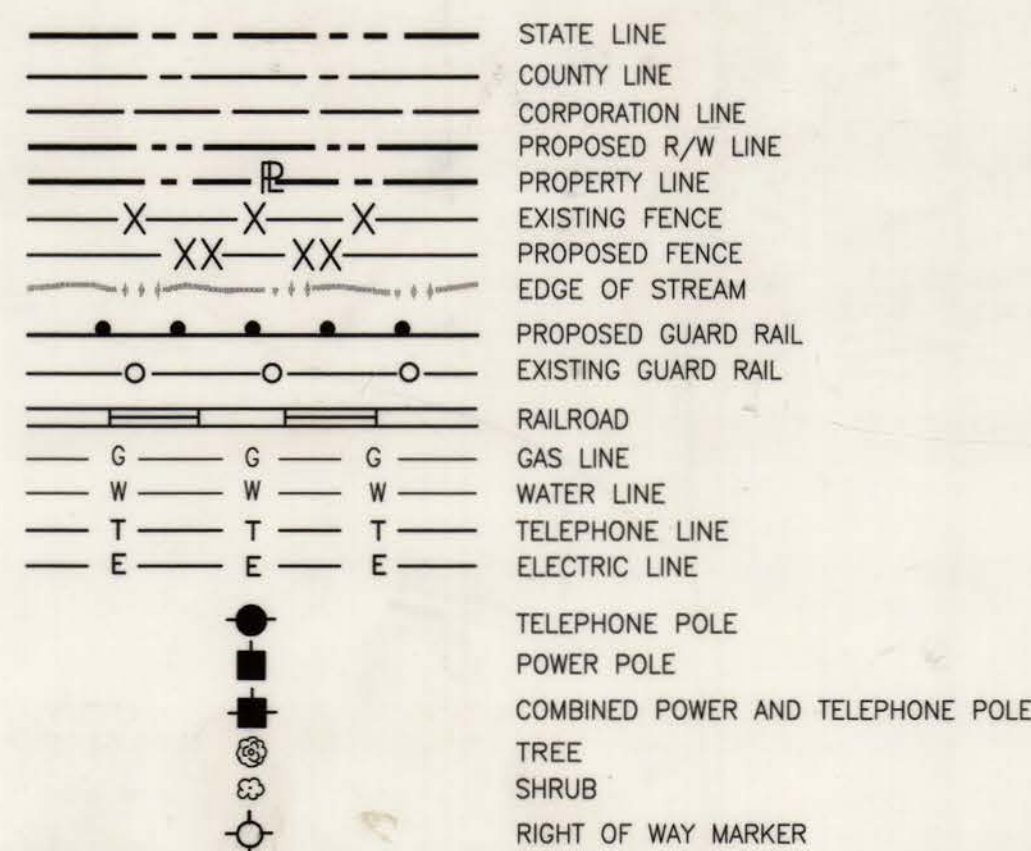 STATE LINE
COUNTY LINE
CORPORATION LINE
PROPOSED R/W LINE
PL PROPERTY LINE
X X X EXISTING FENCE
XX XX PROPOSED FENCE
EDGE OF STREAM
PROPOSED GUARD RAIL
EXISTING GUARD RAIL
RAILROAD
G G G GAS LINE
W W W WATER LINE
T T T TELEPHONE LINE
E E E ELECTRIC LINE
TELEPHONE POLE
POWER POLE
COMBINED POWER AND TELEPHONE POLE
TREE
SHRUB
RIGHT OF WAY MARKER